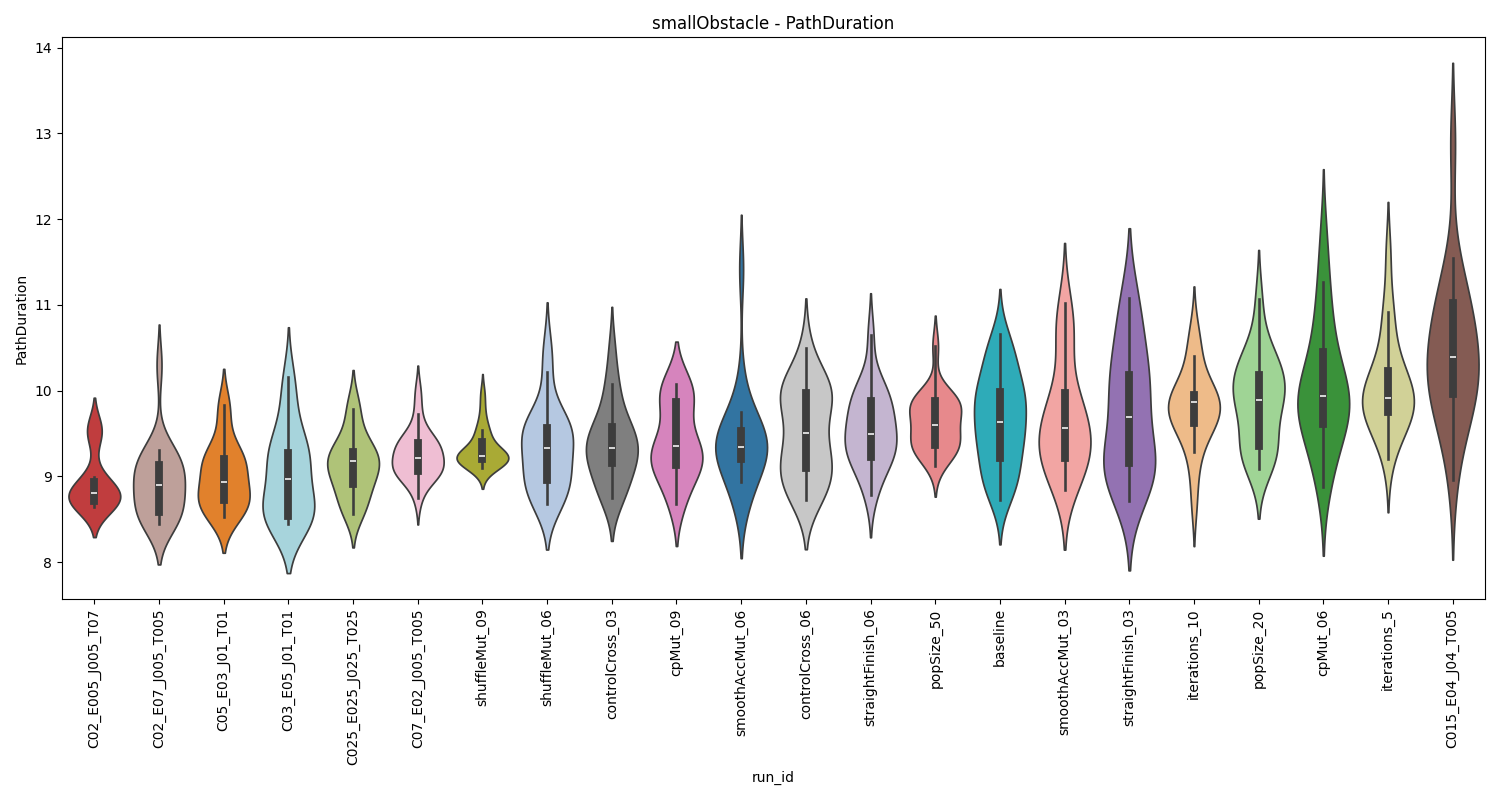 smallObstacle - PathDuration
14
13
12
11
10
9
8
PathDuration
C02_E005_J005_T07
C02_E07_J005_T005
C05_E03_J01_T01
C03_E05_J01_T01
C025_E025_J025_T025
C07_E02_J005_T005
shuffleMut_09
shuffleMut_06
controlCross_03
cpMut_09
smoothAccMut_06
controlCross_06
straightFinish_06
popSize_50
baseline
smoothAccMut_03
straightFinish_03
iterations_10
popSize_20
cpMut_06
iterations_5
C015_E04_J04_T005
run_id